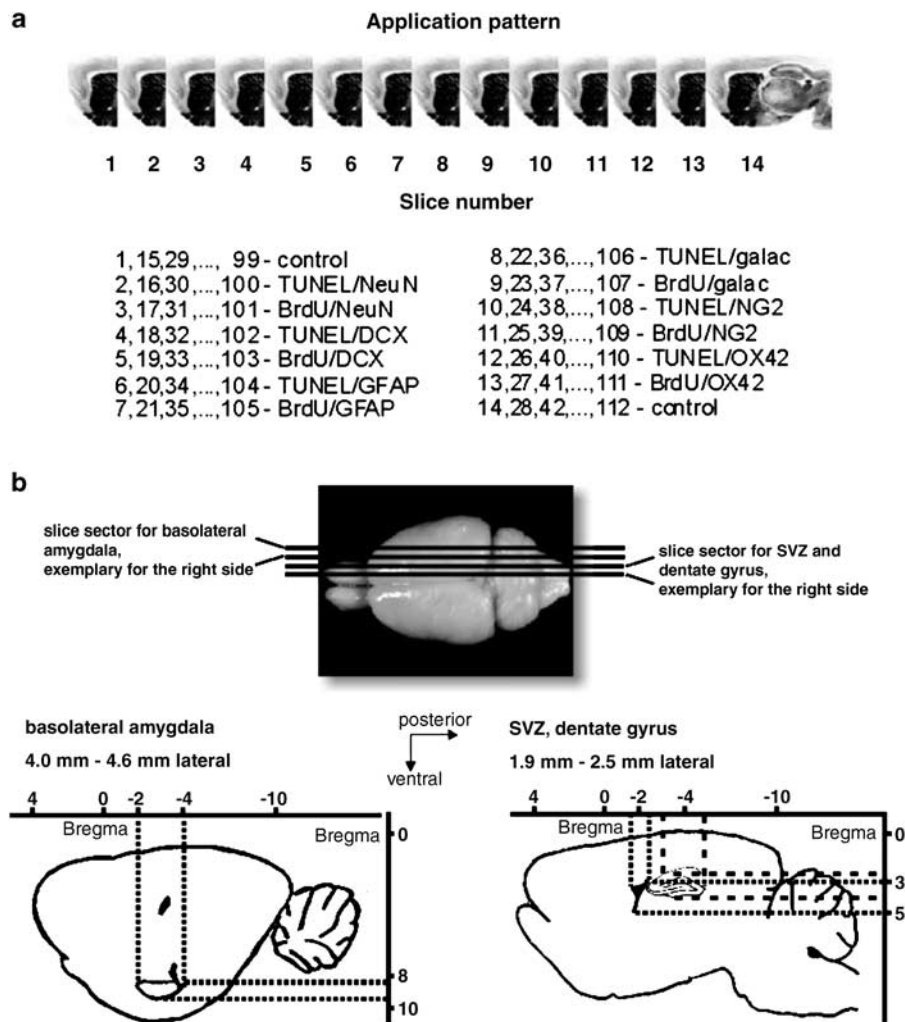 a
Application pattern
1 2 3 4 5 6 7 8 9 10 11 12 13 14
Slice number
1,15,29,..., 99- control
2,16,30,...,100- TUNEL/NeuN
3,17,31,...,101- BrdU/NeuN
4,18,32,...,102- TUNEL/DCX
5,19,33,...,103- BrdU/DCX
6,20,34,...,104- TUNEL/GFAP
7,21,35,...,105- BrdU/GFAP
8,22,36,...,106 - TUNEL/galac
9,23,37,...,107 - BrdU/galac
10,24,38,...,108 - TUNEL/NG2
11,25,39,...,109 - BrdU/NG2
12,26,40,...,110 - TUNEL/OX42
13,27,41,...,111 - BrdU/OX42
14,28,42,...,112 - control
b
slice sector for basolateral
amygdala,
exemplary for the right side
slice sector for SVZ and
dentate gyrus,
exemplary for the right side
basolateral amygdala
4.0 mm - 4.6 mm lateral
posterior
ventral
SVZ, dentate gyrus
1.9 mm - 2.5 mm lateral
4 0 -2 -4 -10
Bregma
Bregma
0
8
10
4 0 -2 -4 -10
Bregma
Bregma
0
3
5